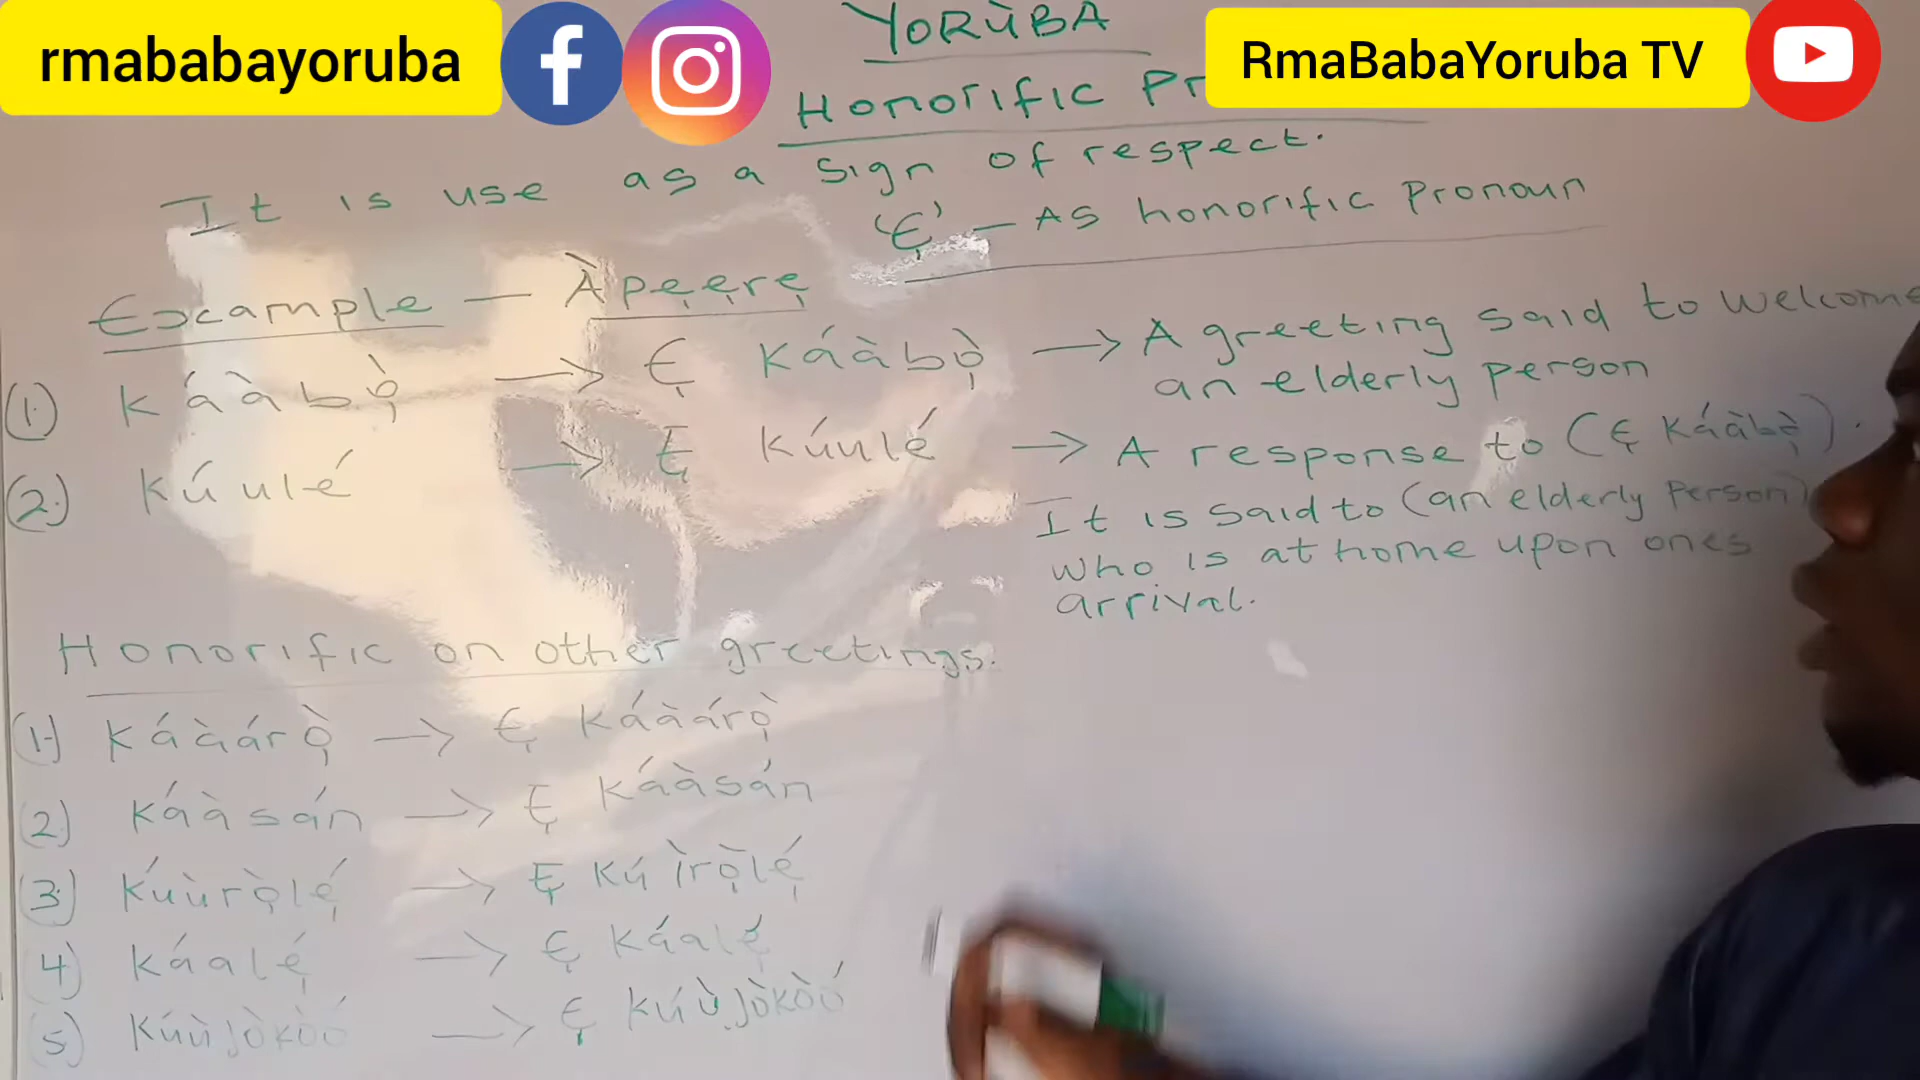 rmababayoruba
RmaBabaYoruba TV
YORÙBA
Honorific Pr
It is use as a sign of respect.
'Ẹ' — As honorific Pronoun
Example — Àpẹẹrẹ
(1.) Káàbọ̀ → Ẹ Káàbọ̀ → A greeting said to welcome
an elderly person
(2.) Kúulé → Ẹ Kúulé → A response to (Ẹ Káàbọ̀).
It is said to (an elderly Person)
who is at home upon ones
arrival.
Honorific on other greetings.
(1.) Káàárọ̀ → Ẹ Káàárọ̀
(2.) Káàsán → Ẹ Káàsán
(3.) Kúùrọ̀lẹ́ → Ẹ Kú ìrọ̀lẹ́
4) Káalẹ́ → Ẹ Káalẹ́
(5) Kúùjòkòó → Ẹ Kúùjòkòó